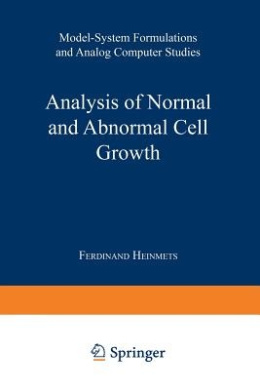 Model-System Formulations
and Analog Computer Studies
Analysis of Normal
and Abnormal Cell
Growth
FERDINAND HEINMETS
Springer